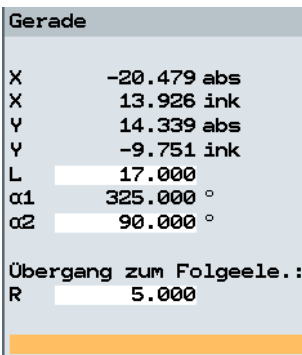 Gerade
X -20.479 abs
X 13.926 ink
Y 14.339 abs
Y -9.751 ink
L 17.000
α1 325.000 °
α2 90.000 °
Übergang zum Folgeele.:
R 5.000